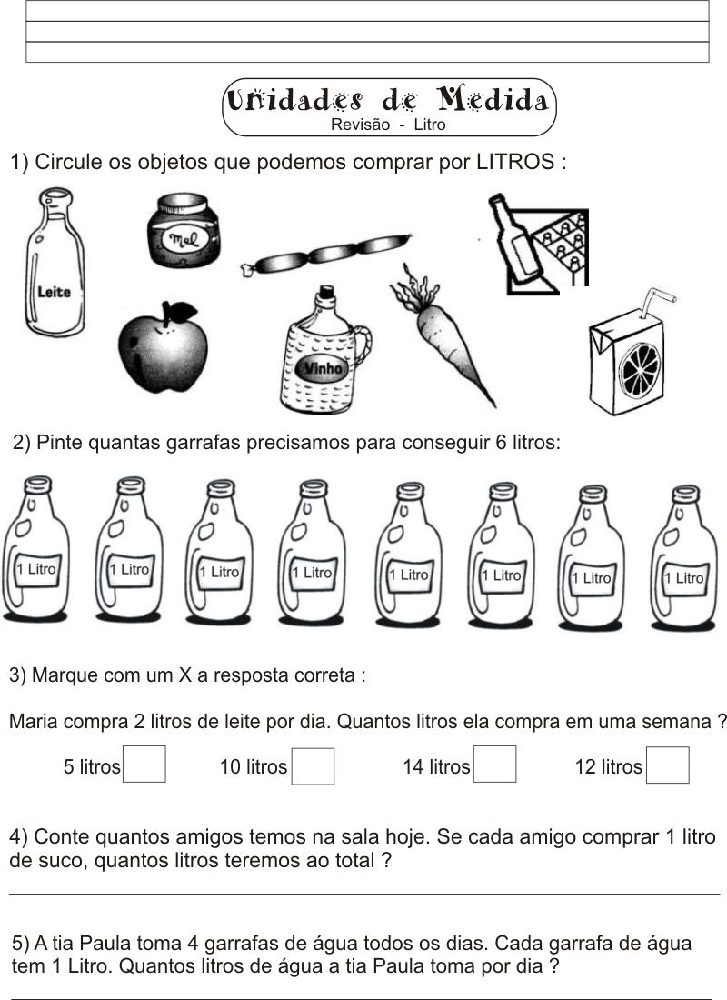 Unidades de Medida
Revisão - Litro
1) Circule os objetos que podemos comprar por LITROS :
Leite
Mel
Vinho
2) Pinte quantas garrafas precisamos para conseguir 6 litros:
1 Litro 1 Litro 1 Litro 1 Litro 1 Litro 1 Litro 1 Litro 1 Litro
3) Marque com um X a resposta correta :
Maria compra 2 litros de leite por dia. Quantos litros ela compra em uma semana ?
5 litros 10 litros 14 litros 12 litros
4) Conte quantos amigos temos na sala hoje. Se cada amigo comprar 1 litro
de suco, quantos litros teremos ao total ?
5) A tia Paula toma 4 garrafas de água todos os dias. Cada garrafa de água
tem 1 Litro. Quantos litros de água a tia Paula toma por dia ?